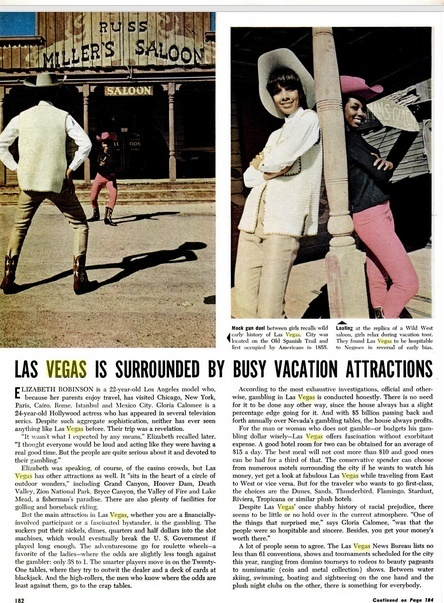 RUSS
MILLER'S SALOON
SALOON
Mock gun duel between girls recalls wild
early history of Las Vegas. City was
located on the Old Spanish Trail and
first occupied by Americans in 1855.
Loafing at the replica of a Wild West
saloon, girls relax during vacation tour.
They found Las Vegas to be hospitable
to Negroes in reversal of early bias.
LAS VEGAS IS SURROUNDED BY BUSY VACATION ATTRACTIONS
ELIZABETH ROBINSON is a 22-year-old Los Angeles model who,
because her parents enjoy travel, has visited Chicago, New York,
Paris, Cairo, Rome, Istanbul and Mexico City. Gloria Calomee is a
24-year-old Hollywood actress who has appeared in several television
series. Despite such aggregate sophistication, neither has ever seen
anything like Las Vegas before. Their trip was a revelation.
"It wasn't what I expected by any means," Elizabeth recalled later.
"I thought everyone would be loud and acting like they were having a
real good time. But the people are quite serious about it and devoted to
their gambling."
Elizabeth was speaking, of course, of the casino crowds, but Las
Vegas has other attractions as well. It "sits in the heart of a circle of
outdoor wonders," including Grand Canyon, Hoover Dam, Death
Valley, Zion National Park, Bryce Canyon, the Valley of Fire and Lake
Mead, a fisherman's paradise. There are also plenty of facilities for
golfing and horseback riding.
But the main attraction in Las Vegas, whether you are a financially-
involved participant or a fascinated bystander, is the gambling. The
suckers put their nickels, dimes, quarters and half dollars into the slot
machines, which would eventually break the U. S. Government if
played long enough. The adventuresome go for roulette wheels—a
favorite of the ladies—where the odds are slightly less tough against
the gambler: only 38 to 1. The smarter players move in on the Twenty-
One tables, where they try to outwit the dealer and a deck of cards at
blackjack. And the high-rollers, the men who know where the odds are
least against them, go to the crap tables.
According to the most exhaustive investigations, official and other-
wise, gambling in Las Vegas is conducted honestly. There is no need
for it to be done any other way, since the house always has a slight
percentage edge going for it. And with $5 billion passing back and
forth annually over Nevada's gambling tables, the house always profits.
For the man or woman who does not gamble—or budgets his gam-
bling dollar wisely—Las Vegas offers fascination without exorbitant
expense. A good hotel room for two can be obtained for an average of
$15 a day. The best meal will not cost more than $10 and good ones
can be had for a third of that. The conservative spender can choose
from numerous motels surrounding the city if he wants to watch his
money, yet get a look at fabulous Las Vegas while traveling from East
to West or vice versa. But for the traveler who wants to go first-class,
the choices are the Dunes, Sands, Thunderbird, Flamingo, Stardust,
Riviera, Tropicana or similar plush hotels.
Despite Las Vegas' once shabby history of racial prejudice, there
seems to be little or no hold over in the current atmosphere. "One of
the things that surprised me," says Gloria Calomee, "was that the
people were so hospitable and sincere. Besides, you get your money's
worth there."
A lot of people seem to agree. The Las Vegas News Bureau lists no
less than 61 conventions, shows and tournaments scheduled for the city
this year, ranging from domino tourneys to rodeos to beauty pageants
to numismatic (coin and metal collection) shows. Between water
skiing, swimming, boating and sightseeing on the one hand and the
plush night clubs on the other, there is something for everybody.
182
Continued on Page 184